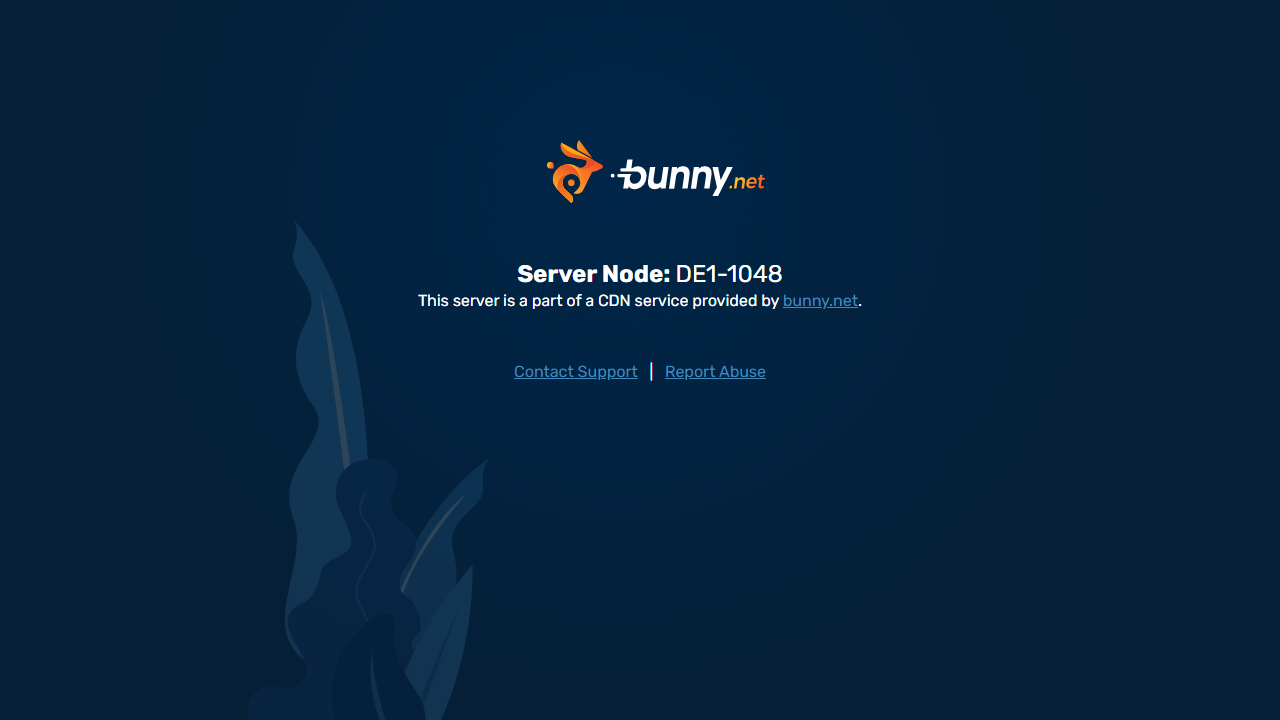 bunny.net
Server Node: DE1-1048
This server is a part of a CDN service provided by bunny.net.
Contact Support | Report Abuse